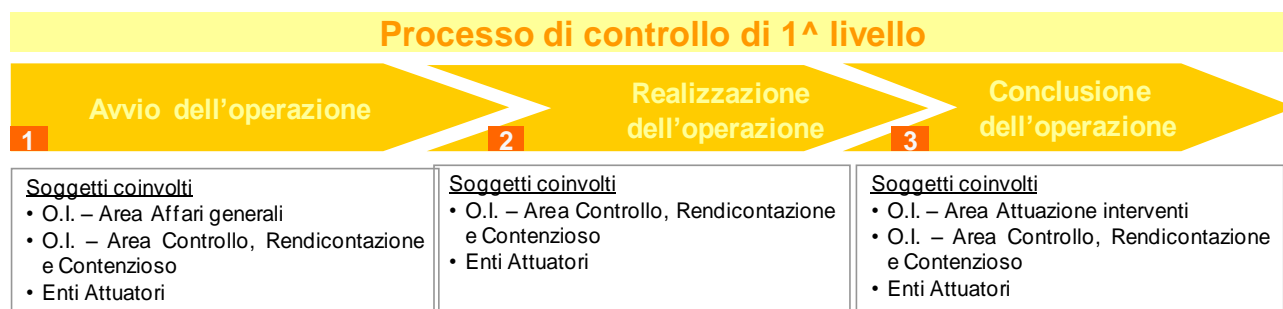 Processo di controllo di 1^ livello
Avvio dell'operazione
1
Realizzazione
dell'operazione
2
Conclusione
dell'operazione
3
Soggetti coinvolti
• O.I. – Area Affari generali
• O.I. – Area Controllo, Rendicontazione
e Contenzioso
• Enti Attuatori
Soggetti coinvolti
• O.I. – Area Controllo, Rendicontazione
e Contenzioso
• Enti Attuatori
Soggetti coinvolti
• O.I. – Area Attuazione interventi
• O.I. – Area Controllo, Rendicontazione
e Contenzioso
• Enti Attuatori